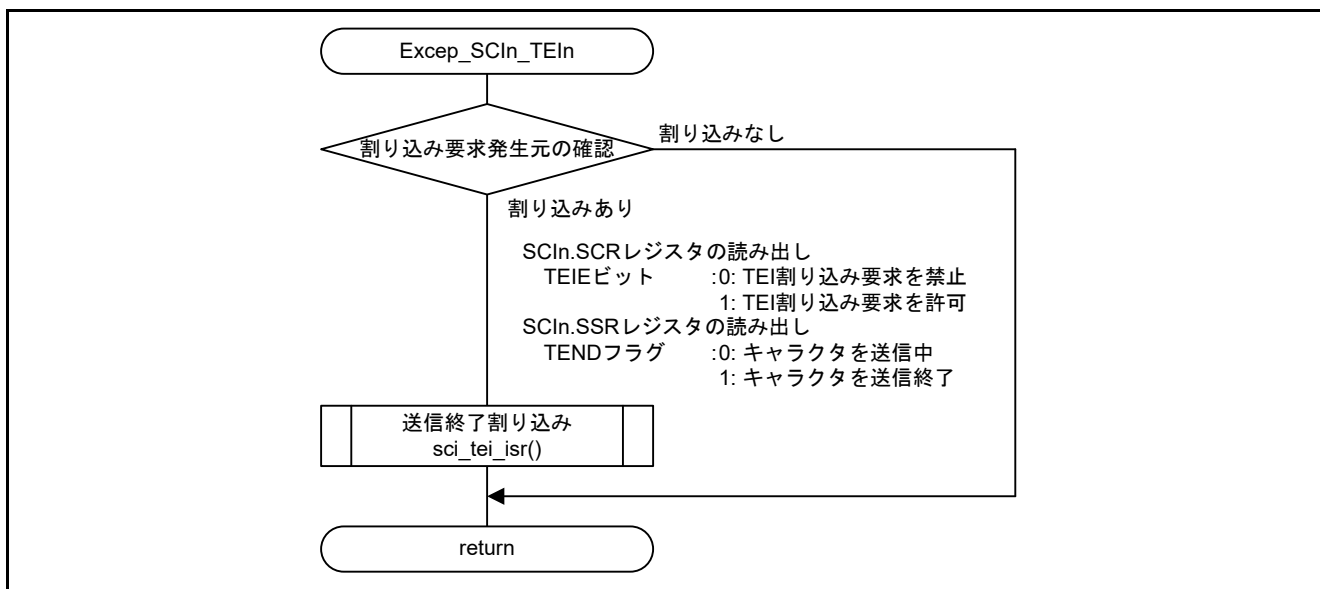 Excep_SCIn_TEIn
割り込み要求発生元の確認
割り込みなし
割り込みあり
SCIn.SCRレジスタの読み出し
TEIEビット :0: TEI割り込み要求を禁止
1: TEI割り込み要求を許可
SCIn.SSRレジスタの読み出し
TENDフラグ :0: キャラクタを送信中
1: キャラクタを送信終了
送信終了割り込み
sci_tei_isr()
return